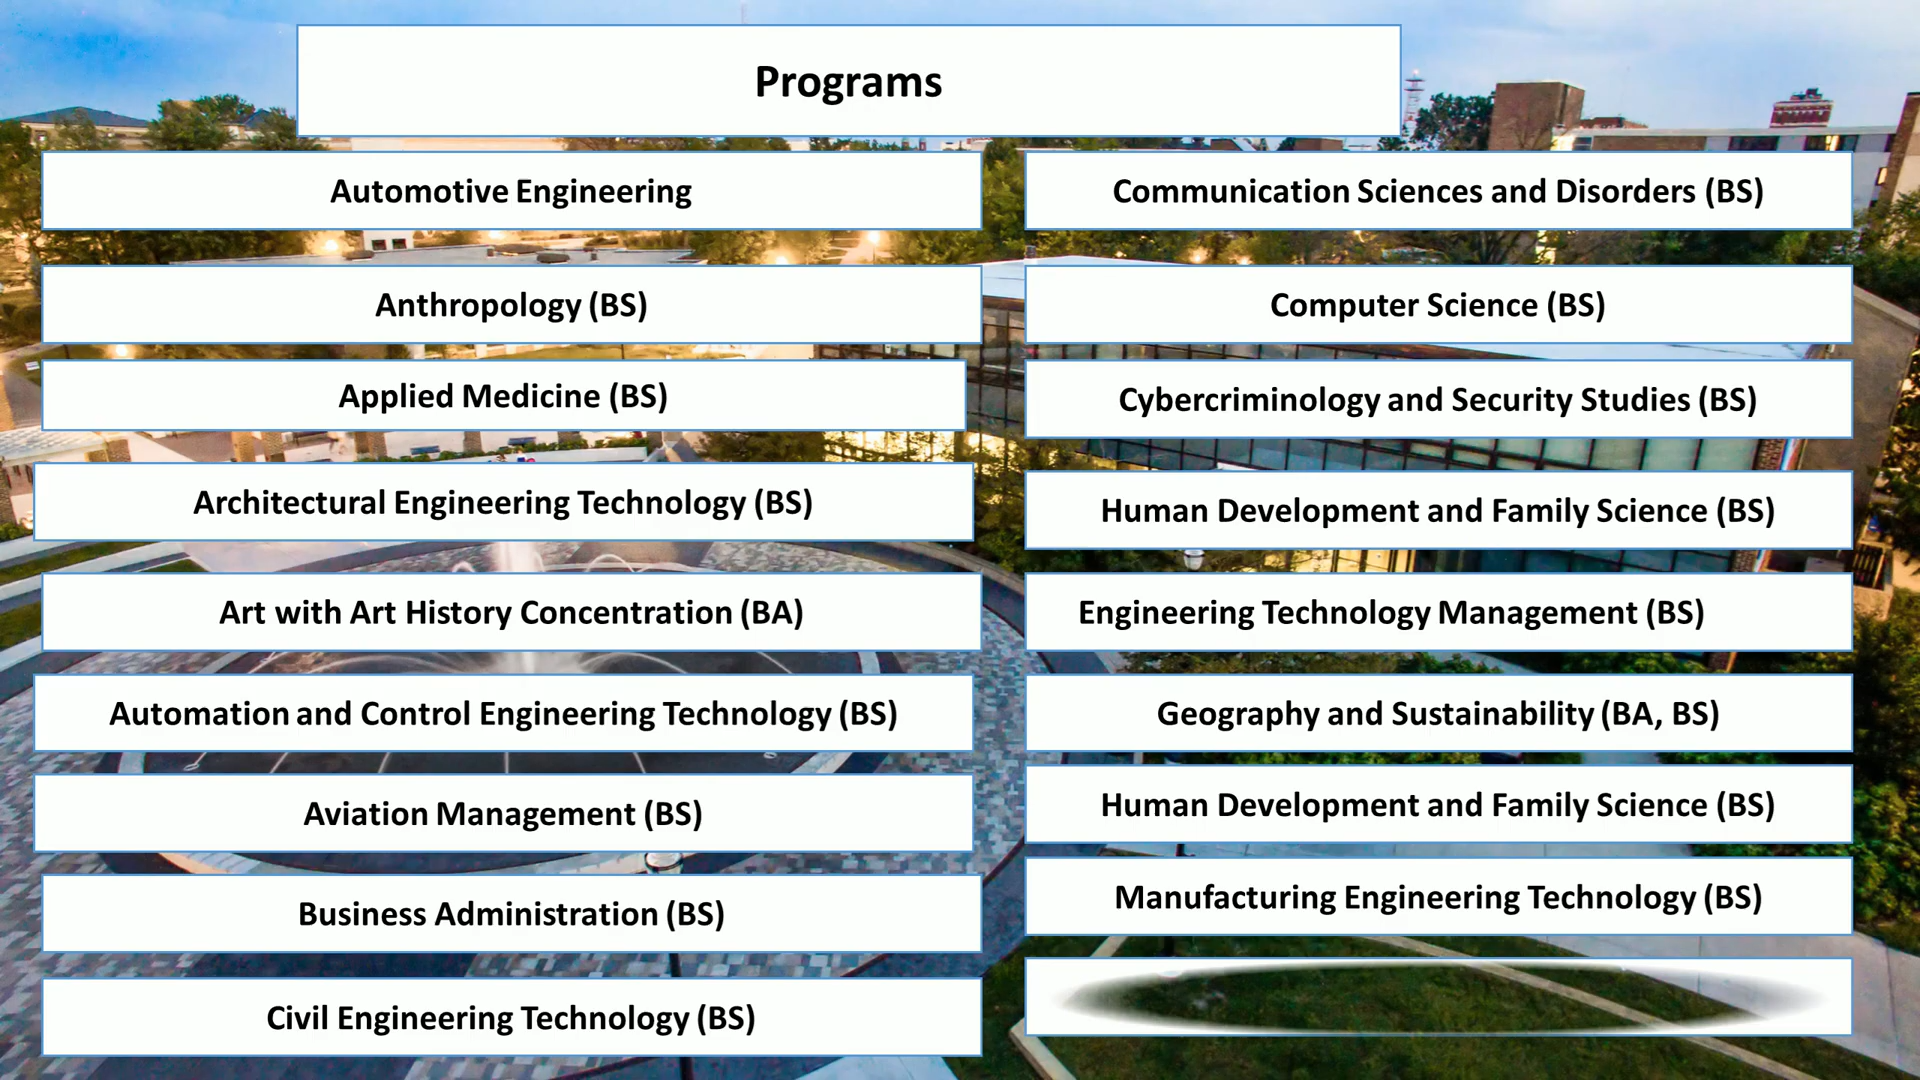 Programs
Automotive Engineering
Anthropology (BS)
Applied Medicine (BS)
Architectural Engineering Technology (BS)
Art with Art History Concentration (BA)
Automation and Control Engineering Technology (BS)
Aviation Management (BS)
Business Administration (BS)
Civil Engineering Technology (BS)
Communication Sciences and Disorders (BS)
Computer Science (BS)
Cybercriminology and Security Studies (BS)
Human Development and Family Science (BS)
Engineering Technology Management (BS)
Geography and Sustainability (BA, BS)
Human Development and Family Science (BS)
Manufacturing Engineering Technology (BS)